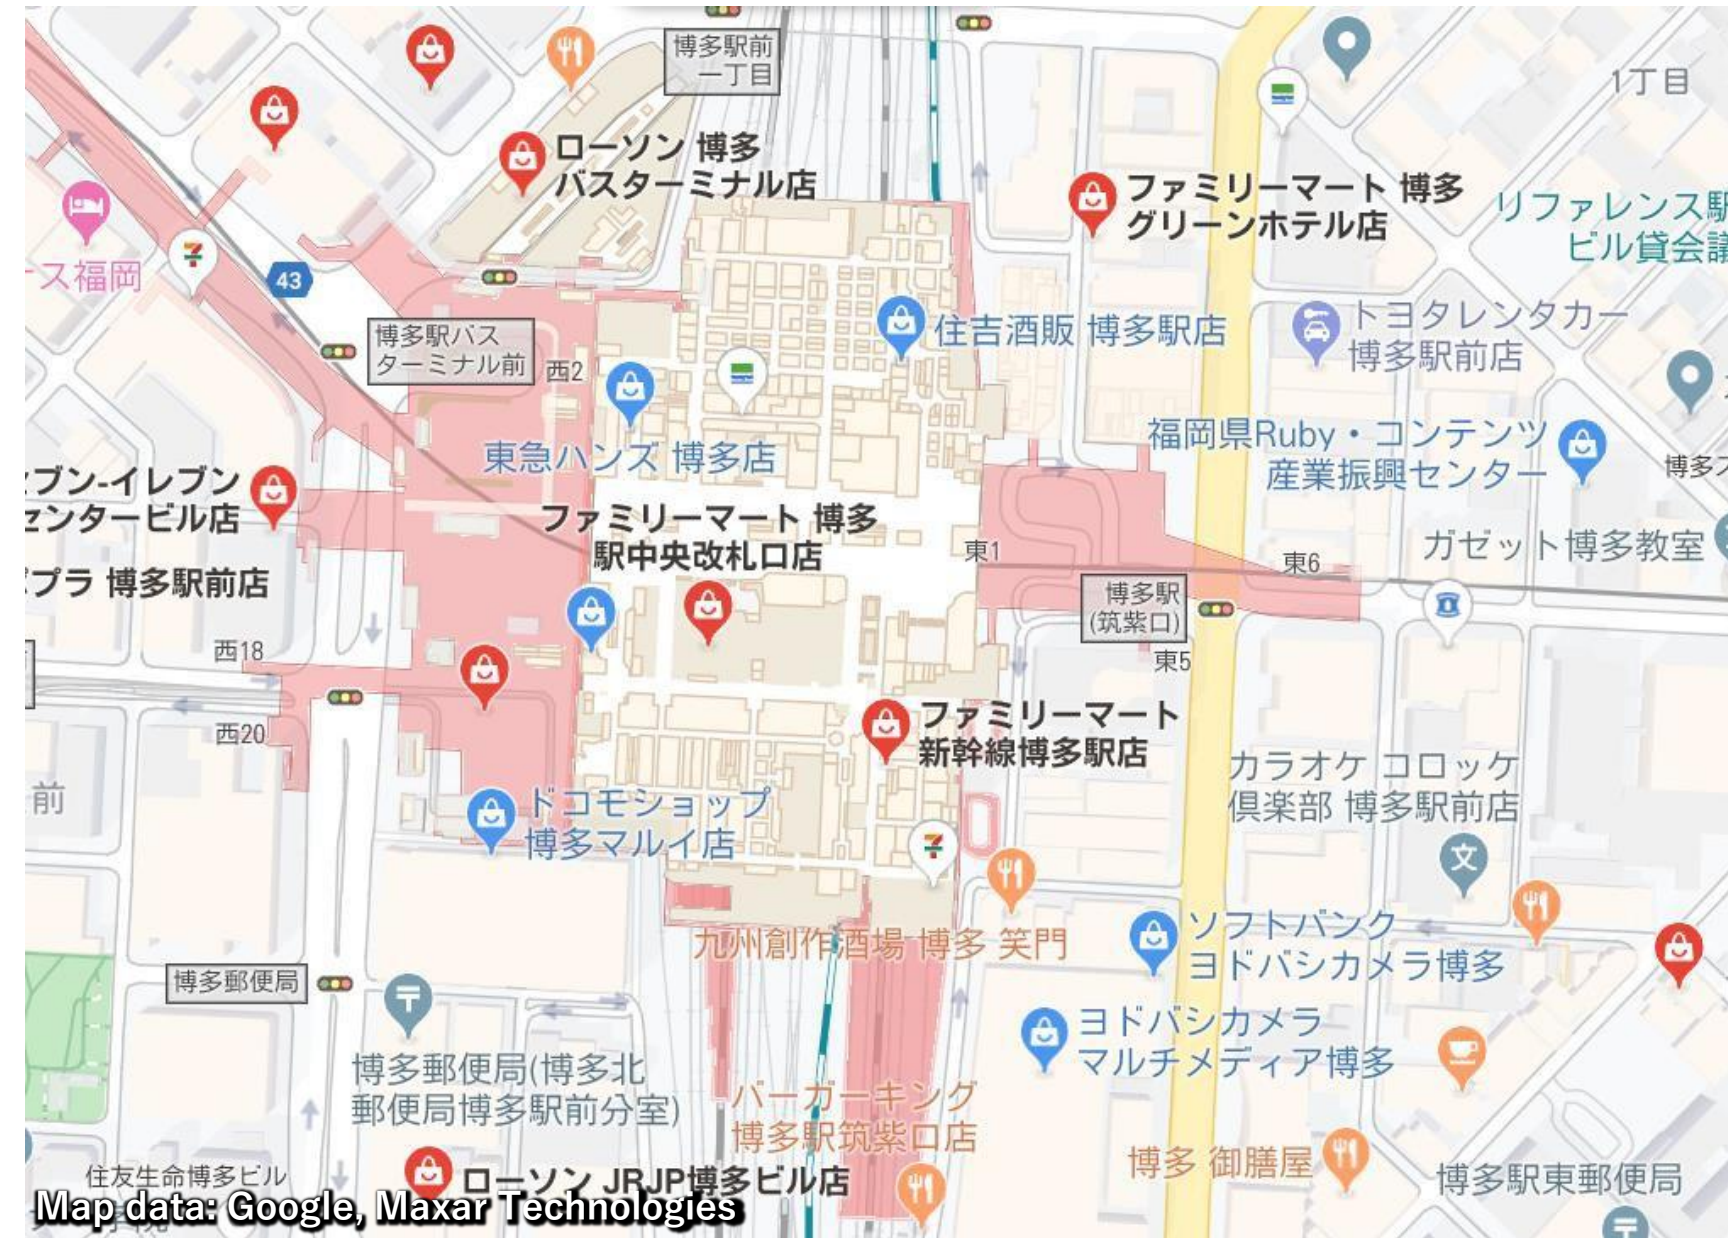 博多駅前
一丁目
1丁目
ローソン 博多
バスターミナル店
ファミリーマート 博多
グリーンホテル店
リファレンス駅
ビル貸会議
ス福岡
43
博多駅バス
ターミナル前
西2
住吉酒販 博多駅店
トヨタレンタカー
博多駅前店
東急ハンズ 博多店
福岡県Ruby・コンテンツ
産業振興センター
博多ス
ブン-イレブン
センタービル店
ファミリーマート 博多
駅中央改札口店
東1
東6
ガゼット博多教室
プラ 博多駅前店
博多駅
(筑紫口)
東5
西18
西20
ファミリーマート
新幹線博多駅店
前
カラオケ コロッケ
倶楽部 博多駅前店
ドコモショップ
博多マルイ店
文
九州創作酒場 博多 笑門
ソフトバンク
ヨドバシカメラ博多
博多郵便局
〒
ヨドバシカメラ
マルチメディア博多
博多郵便局(博多北
郵便局博多駅前分室)
バーガーキング
博多駅筑紫口店
博多 御膳屋
博多駅東郵便局
住友生命博多ビル
ローソン JRJP博多ビル店
Map data: Google, Maxar Technologies
〒